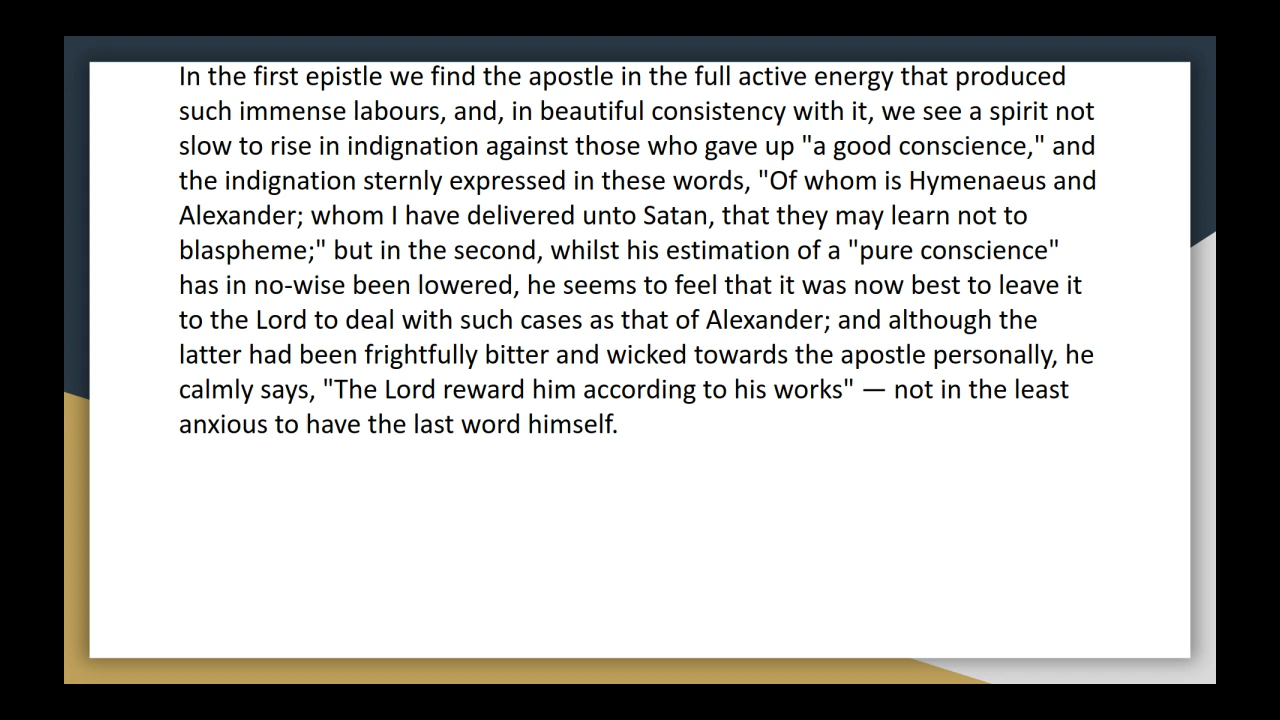 In the first epistle we find the apostle in the full active energy that produced
such immense labours, and, in beautiful consistency with it, we see a spirit not
slow to rise in indignation against those who gave up "a good conscience," and
the indignation sternly expressed in these words, "Of whom is Hymenaeus and
Alexander; whom I have delivered unto Satan, that they may learn not to
blaspheme;" but in the second, whilst his estimation of a "pure conscience"
has in no-wise been lowered, he seems to feel that it was now best to leave it
to the Lord to deal with such cases as that of Alexander; and although the
latter had been frightfully bitter and wicked towards the apostle personally, he
calmly says, "The Lord reward him according to his works" — not in the least
anxious to have the last word himself.